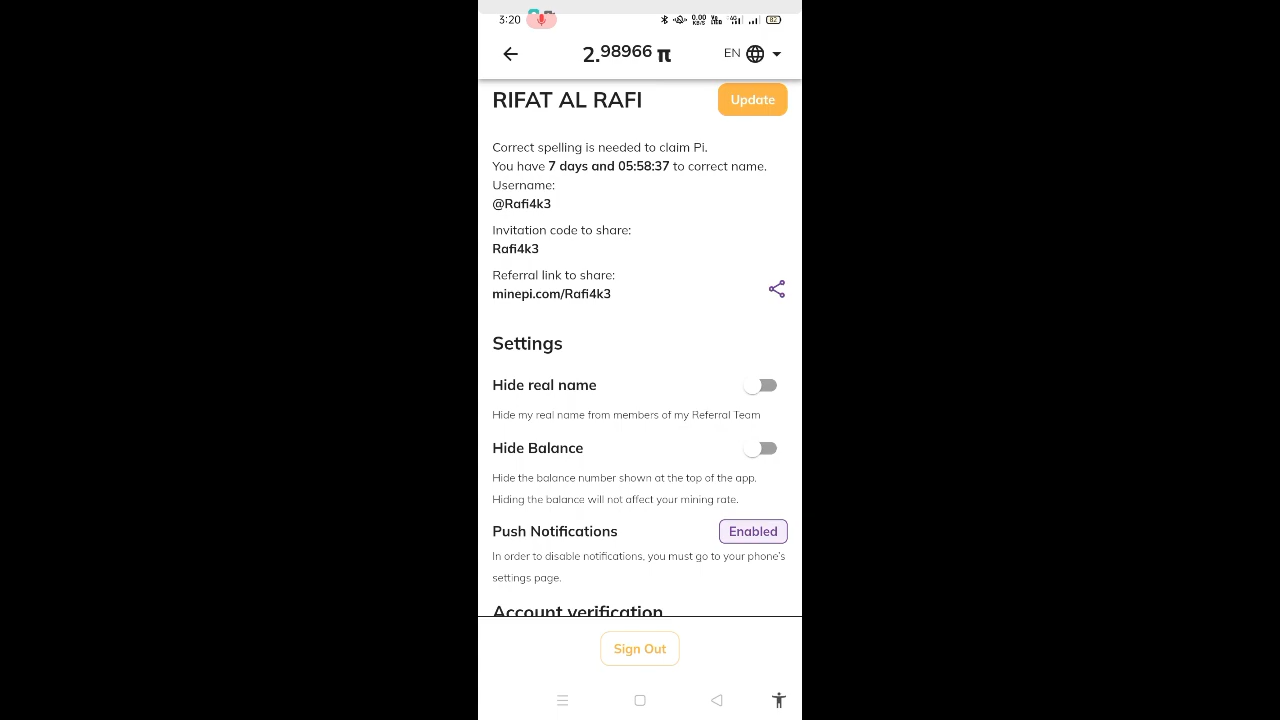 3:20
0.00 KB/S
82
2.98966 π
EN
RIFAT AL RAFI
Update
Correct spelling is needed to claim Pi.
You have 7 days and 05:58:37 to correct name.
Username:
@Rafi4k3
Invitation code to share:
Rafi4k3
Referral link to share:
minepi.com/Rafi4k3
Settings
Hide real name
Hide my real name from members of my Referral Team
Hide Balance
Hide the balance number shown at the top of the app.
Hiding the balance will not affect your mining rate.
Push Notifications
Enabled
In order to disable notifications, you must go to your phone's
settings page.
Account verification
Sign Out